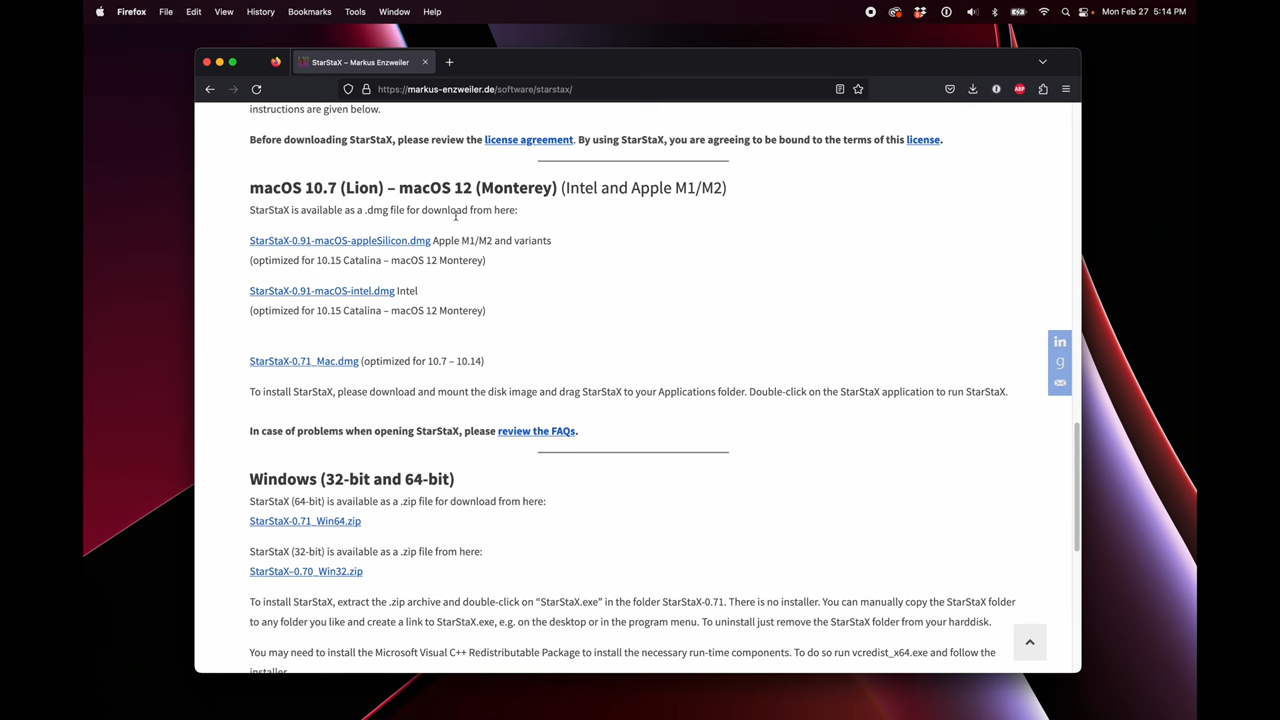 Firefox File Edit View History Bookmarks Tools Window Help Mon Feb 27 5:14 PM
StarStaX – Markus Enzweiler
https://markus-enzweiler.de/software/starstax/
instructions are given below.
Before downloading StarStaX, please review the license agreement. By using StarStaX, you are agreeing to be bound to the terms of this license.
macOS 10.7 (Lion) – macOS 12 (Monterey) (Intel and Apple M1/M2)
StarStaX is available as a .dmg file for download from here:
StarStaX-0.91-macOS-appleSilicon.dmg Apple M1/M2 and variants
(optimized for 10.15 Catalina – macOS 12 Monterey)
StarStaX-0.91-macOS-intel.dmg Intel
(optimized for 10.15 Catalina – macOS 12 Monterey)
StarStaX-0.71_Mac.dmg (optimized for 10.7 – 10.14)
To install StarStaX, please download and mount the disk image and drag StarStaX to your Applications folder. Double-click on the StarStaX application to run StarStaX.
In case of problems when opening StarStaX, please review the FAQs.
Windows (32-bit and 64-bit)
StarStaX (64-bit) is available as a .zip file for download from here:
StarStaX-0.71_Win64.zip
StarStaX (32-bit) is available as a .zip file from here:
StarStaX–0.70_Win32.zip
To install StarStaX, extract the .zip archive and double-click on “StarStaX.exe” in the folder StarStaX-0.71. There is no installer. You can manually copy the StarStaX folder
to any folder you like and create a link to StarStaX.exe, e.g. on the desktop or in the program menu. To uninstall just remove the StarStaX folder from your harddisk.
You may need to install the Microsoft Visual C++ Redistributable Package to install the necessary run-time components. To do so run vcredist_x64.exe and follow the
installer.
in
g
ABP